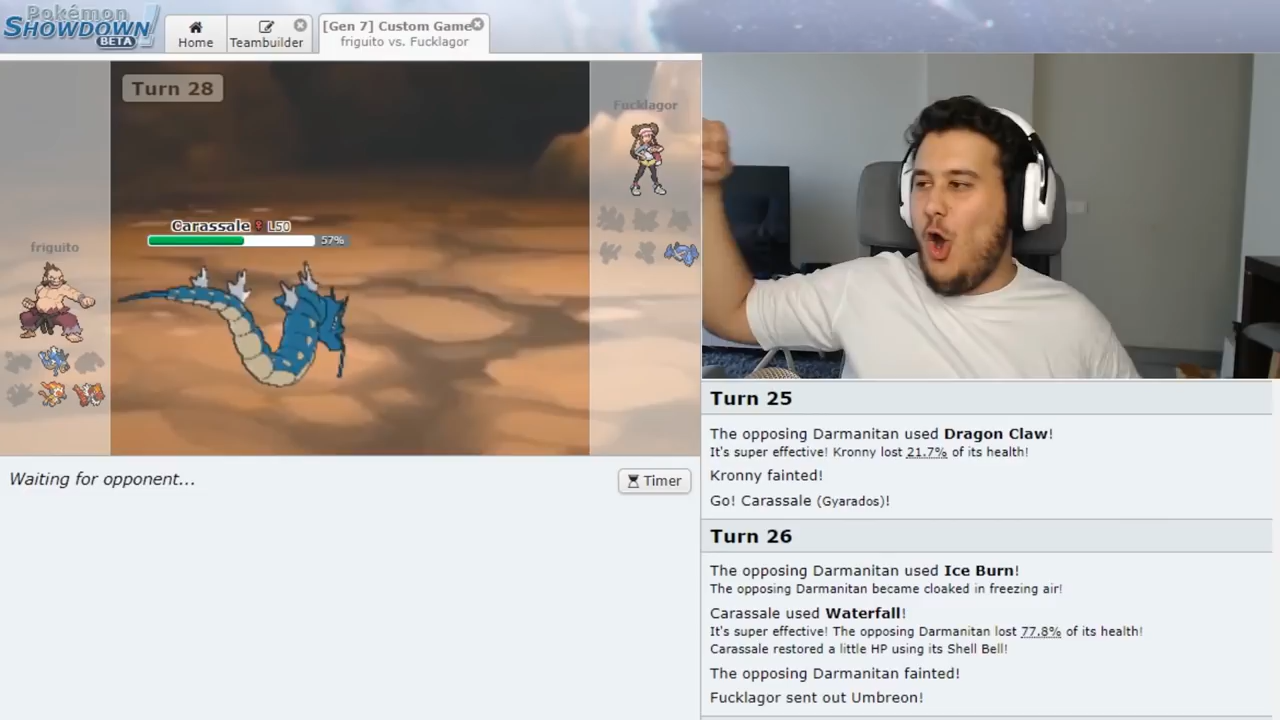 Pokémon
SHOWDOWN!
BETA
Home
Teambuilder
[Gen 7] Custom Game
friguito vs. Fucklagor
Turn 28
Fucklagor
Carassale L50
57%
friguito
Waiting for opponent...
Timer
Turn 25
The opposing Darmanitan used Dragon Claw!
It's super effective! Kronny lost 21.7% of its health!
Kronny fainted!
Go! Carassale (Gyarados)!
Turn 26
The opposing Darmanitan used Ice Burn!
The opposing Darmanitan became cloaked in freezing air!
Carassale used Waterfall!
It's super effective! The opposing Darmanitan lost 77.8% of its health!
Carassale restored a little HP using its Shell Bell!
The opposing Darmanitan fainted!
Fucklagor sent out Umbreon!